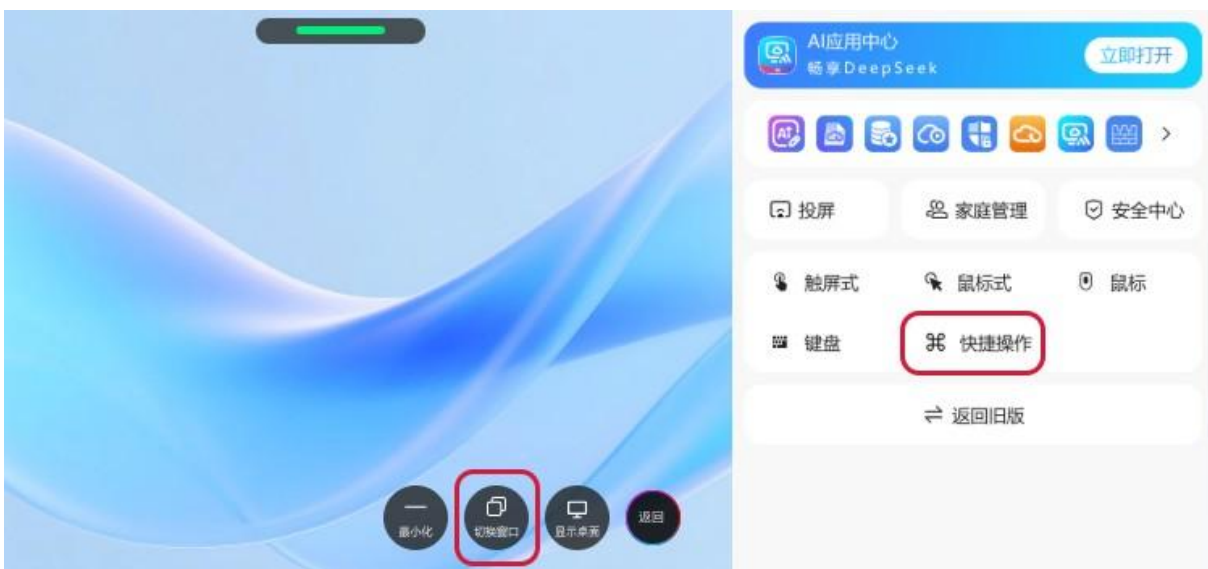 AI应用中心
畅享DeepSeek
立即打开
AI
投屏
家庭管理
安全中心
触屏式
鼠标式
鼠标
键盘
快捷操作
返回旧版
最小化
切换窗口
显示桌面
返回